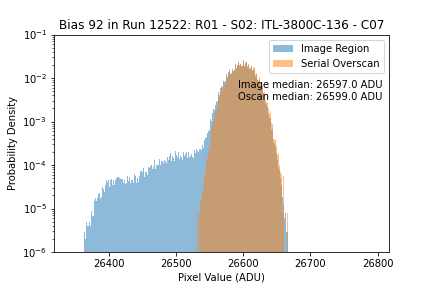 Bias 92 in Run 12522: R01 - S02: ITL-3800C-136 - C07
Image Region
Serial Overscan
Image median: 26597.0 ADU
Oscan median: 26599.0 ADU
Probability Density
10⁻¹
10⁻²
10⁻³
10⁻⁴
10⁻⁵
10⁻⁶
26400 26500 26600 26700 26800
Pixel Value (ADU)